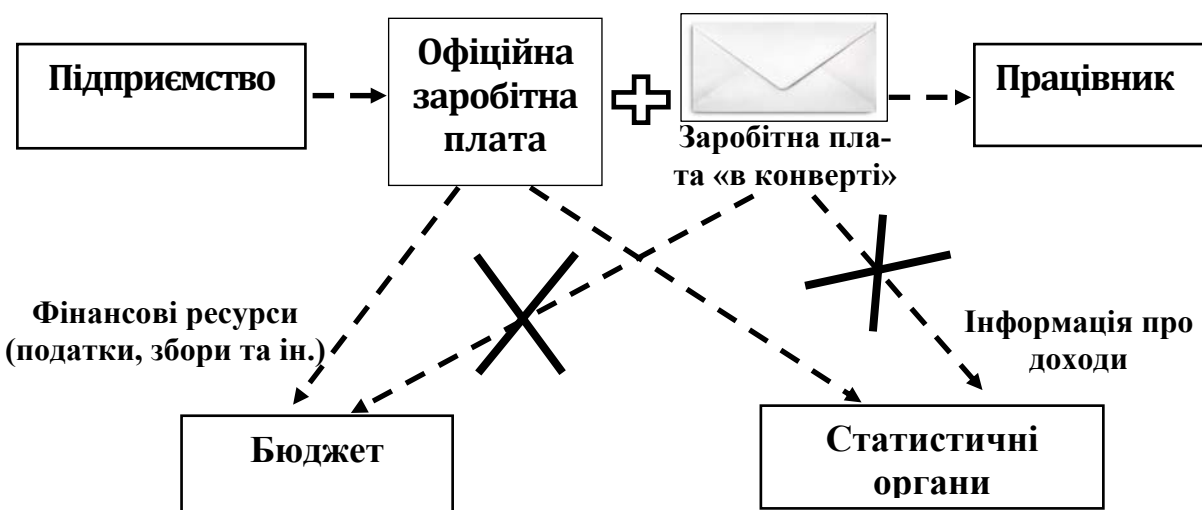 Підприємство
Офіційна
заробітна
плата
Заробітна пла-
та «в конверті»
Працівник
Фінансові ресурси
(податки, збори та ін.)
Інформація про
доходи
Бюджет
Статистичні
органи